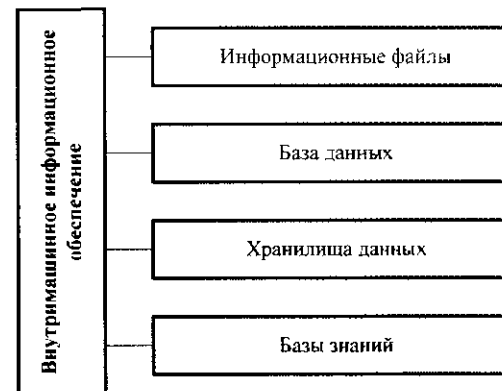 Внутримашинное информационное
обеспечение
Информационные файлы
База данных
Хранилища данных
Базы знаний